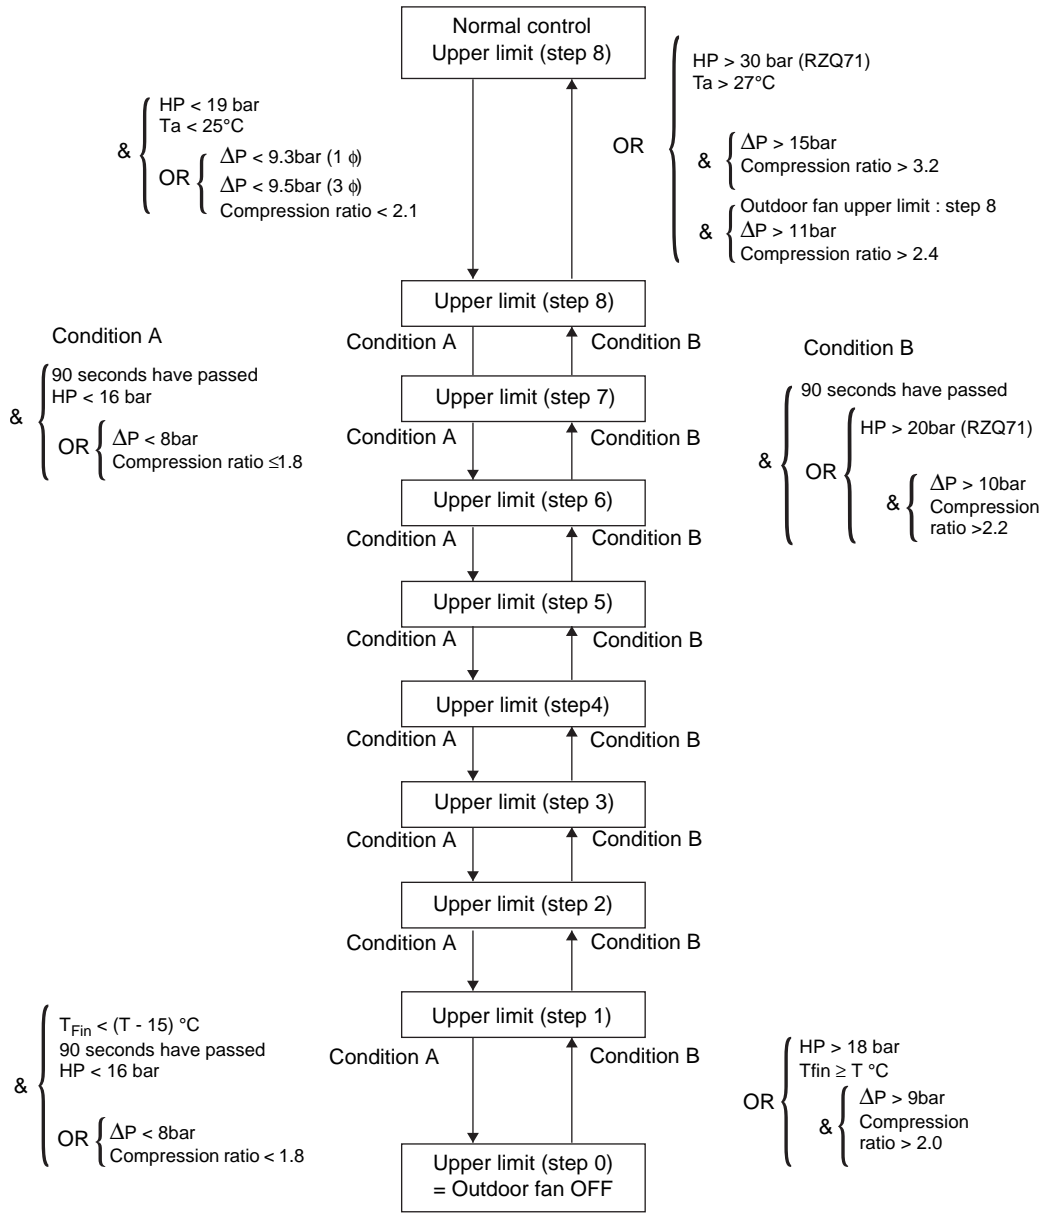 Normal control
Upper limit (step 8)
HP < 19 bar
Ta < 25°C
&
OR
ΔP < 9.3bar (1 ϕ)
ΔP < 9.5bar (3 ϕ)
Compression ratio < 2.1
HP > 30 bar (RZQ71)
Ta > 27°C
OR
&
ΔP > 15bar
Compression ratio > 3.2
&
Outdoor fan upper limit : step 8
ΔP > 11bar
Compression ratio > 2.4
Upper limit (step 8)
Condition A
Condition B
Condition A
90 seconds have passed
HP < 16 bar
&
OR
ΔP < 8bar
Compression ratio ≤1.8
Condition B
90 seconds have passed
&
OR
HP > 20bar (RZQ71)
&
ΔP > 10bar
Compression
ratio >2.2
Upper limit (step 7)
Condition A
Condition B
Upper limit (step 6)
Condition A
Condition B
Upper limit (step 5)
Condition A
Condition B
Upper limit (step4)
Condition A
Condition B
Upper limit (step 3)
Condition A
Condition B
Upper limit (step 2)
Condition A
Condition B
Upper limit (step 1)
Condition A
Condition B
TFin < (T - 15) °C
90 seconds have passed
HP < 16 bar
&
OR
ΔP < 8bar
Compression ratio < 1.8
HP > 18 bar
Tfin ≥ T °C
OR
&
ΔP > 9bar
Compression
ratio > 2.0
Upper limit (step 0)
= Outdoor fan OFF